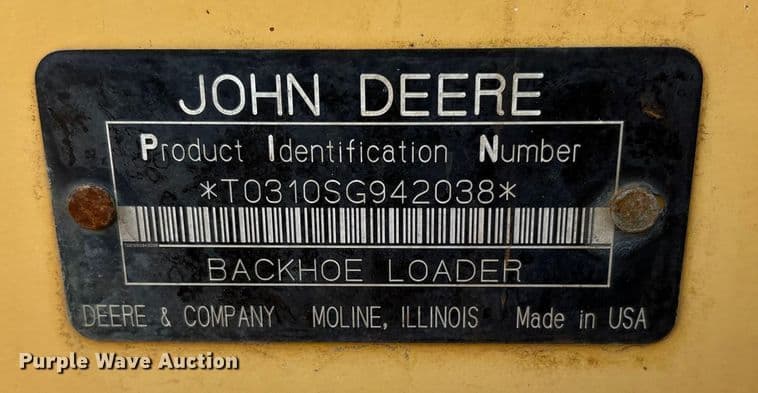 JOHN DEERE
Product Identification Number
*T0310SG942038*
BACKHOE LOADER
DEERE & COMPANY MOLINE, ILLINOIS Made in USA
Purple Wave Auction